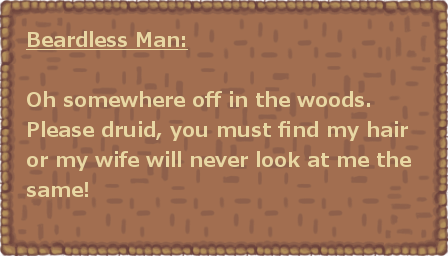 Beardless Man:
Oh somewhere off in the woods.
Please druid, you must find my hair
or my wife will never look at me the
same!